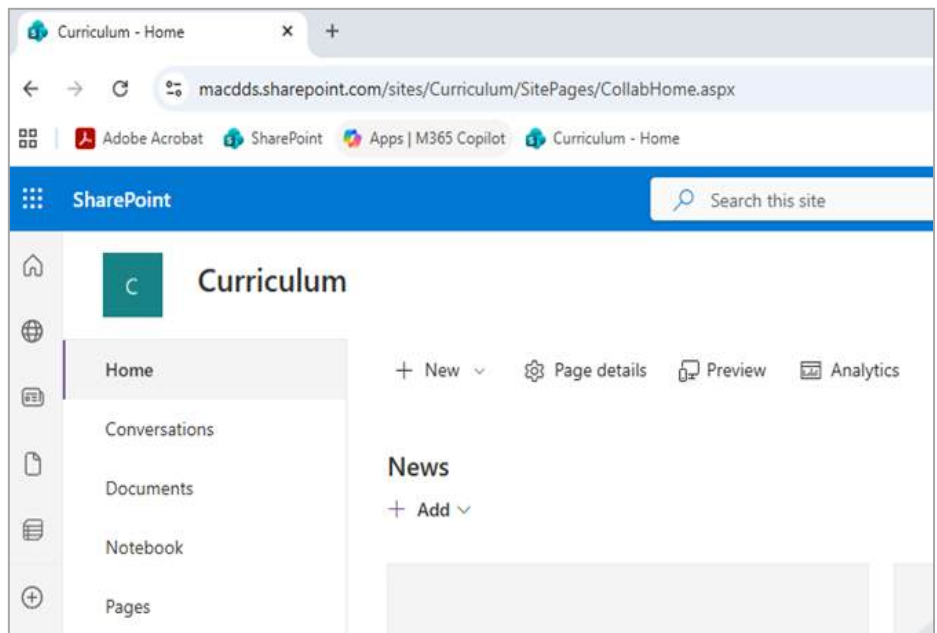 Curriculum - Home
macdds.sharepoint.com/sites/Curriculum/SitePages/CollabHome.aspx
Adobe Acrobat SharePoint Apps | M365 Copilot Curriculum - Home
SharePoint Search this site
C Curriculum
Home + New Page details Preview Analytics
Conversations
News
Documents
+ Add
Notebook
Pages